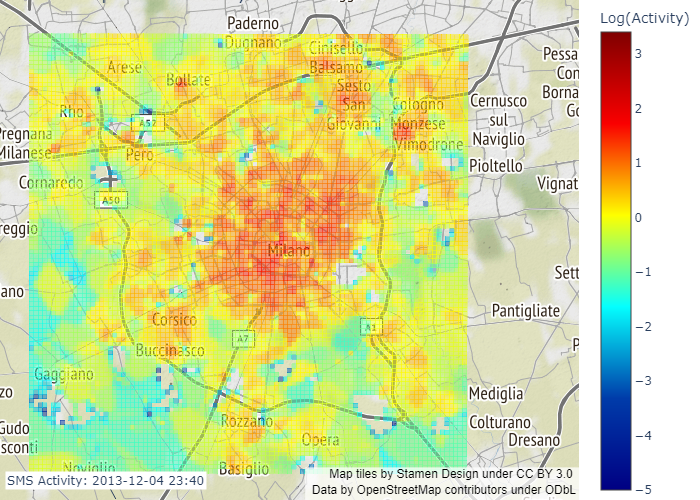 Paderno
Dugnano
Cinisello
Balsamo
Arese
Bollate
Sesto
San
Giovanni
Rho
A52
Cologno
Monzese
Vimodrone
Cernusco
sul
Naviglio
Pessa
Con
Borna
Go
Pregnana
Milanese
Pero
Pioltello
Cornaredo
A50
Vignat
reggio
Milano
Sett
ano
Pantigliate
Corsico
A7
A1
Buccinasco
P
Gaggiano
zo
Mediglia
Rozzano
Colturano
Gudo
sconti
Opera
Dresano
Noviglio
Basiglio
SMS Activity: 2013-12-04 23:40
Map tiles by Stamen Design under CC BY 3.0
Data by OpenStreetMap contributors under ODbL
Log(Activity)
3
2
1
0
−1
−2
−3
−4
−5